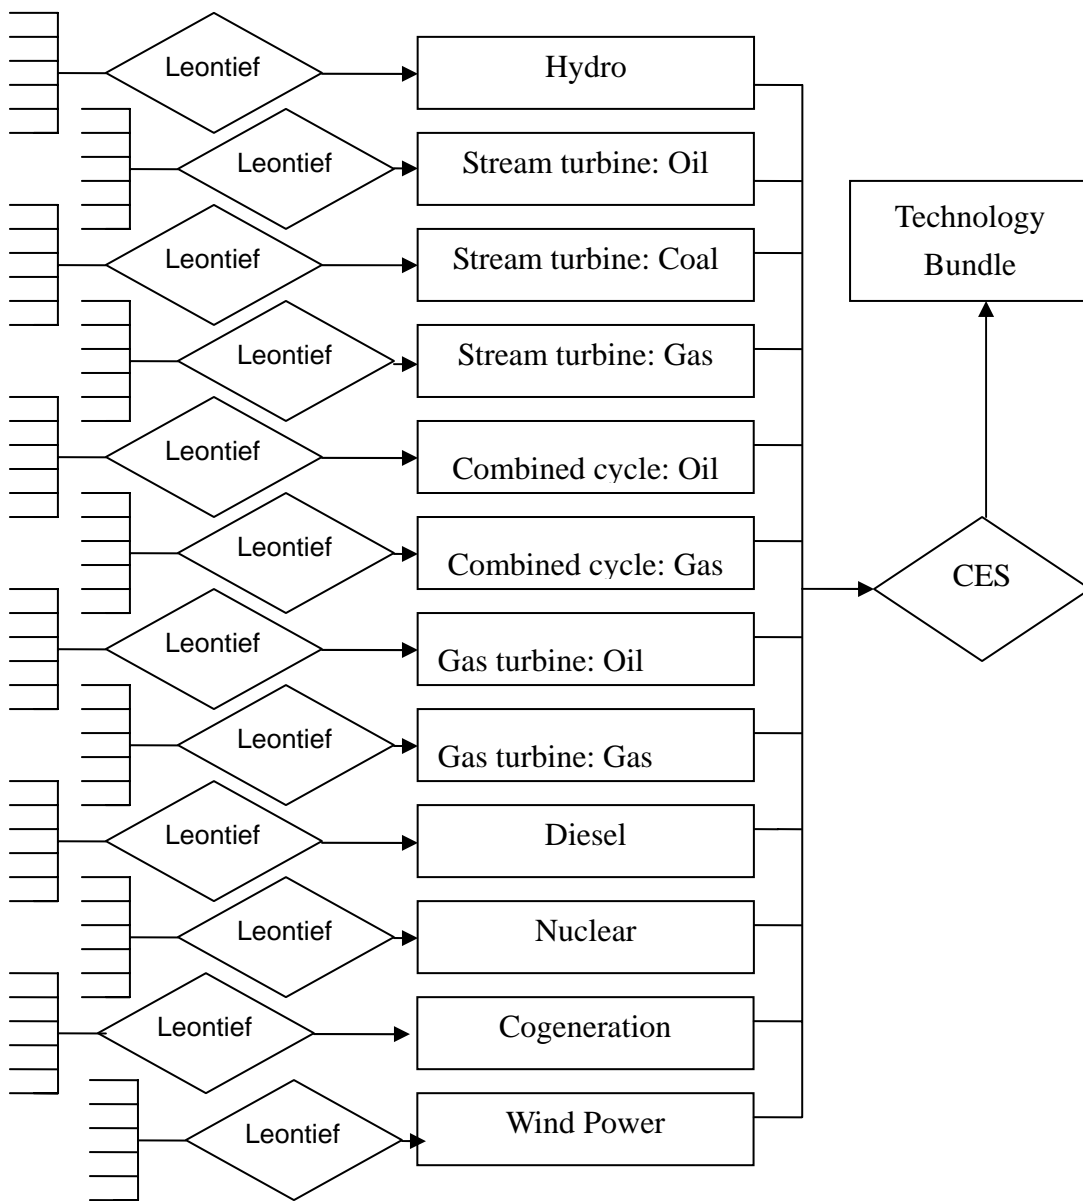 Leontief
Hydro
Leontief
Stream turbine: Oil
Leontief
Stream turbine: Coal
Leontief
Stream turbine: Gas
Leontief
Combined cycle: Oil
Leontief
Combined cycle: Gas
Leontief
Gas turbine: Oil
Leontief
Gas turbine: Gas
Leontief
Diesel
Leontief
Nuclear
Leontief
Cogeneration
Leontief
Wind Power
Technology
Bundle
CES